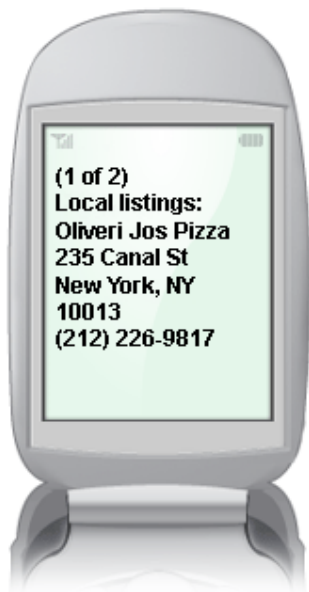 (1 of 2)
Local listings:
Oliveri Jos Pizza
235 Canal St
New York, NY
10013
(212) 226-9817